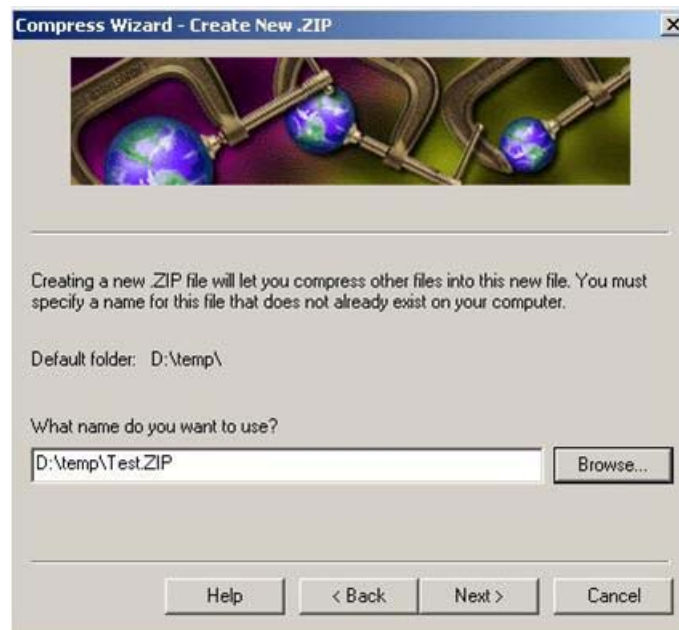 Compress Wizard - Create New .ZIP
Creating a new .ZIP file will let you compress other files into this new file. You must
specify a name for this file that does not already exist on your computer.
Default folder: D:\temp\
What name do you want to use?
D:\temp\Test.ZIP
Browse...
Help
< Back
Next >
Cancel